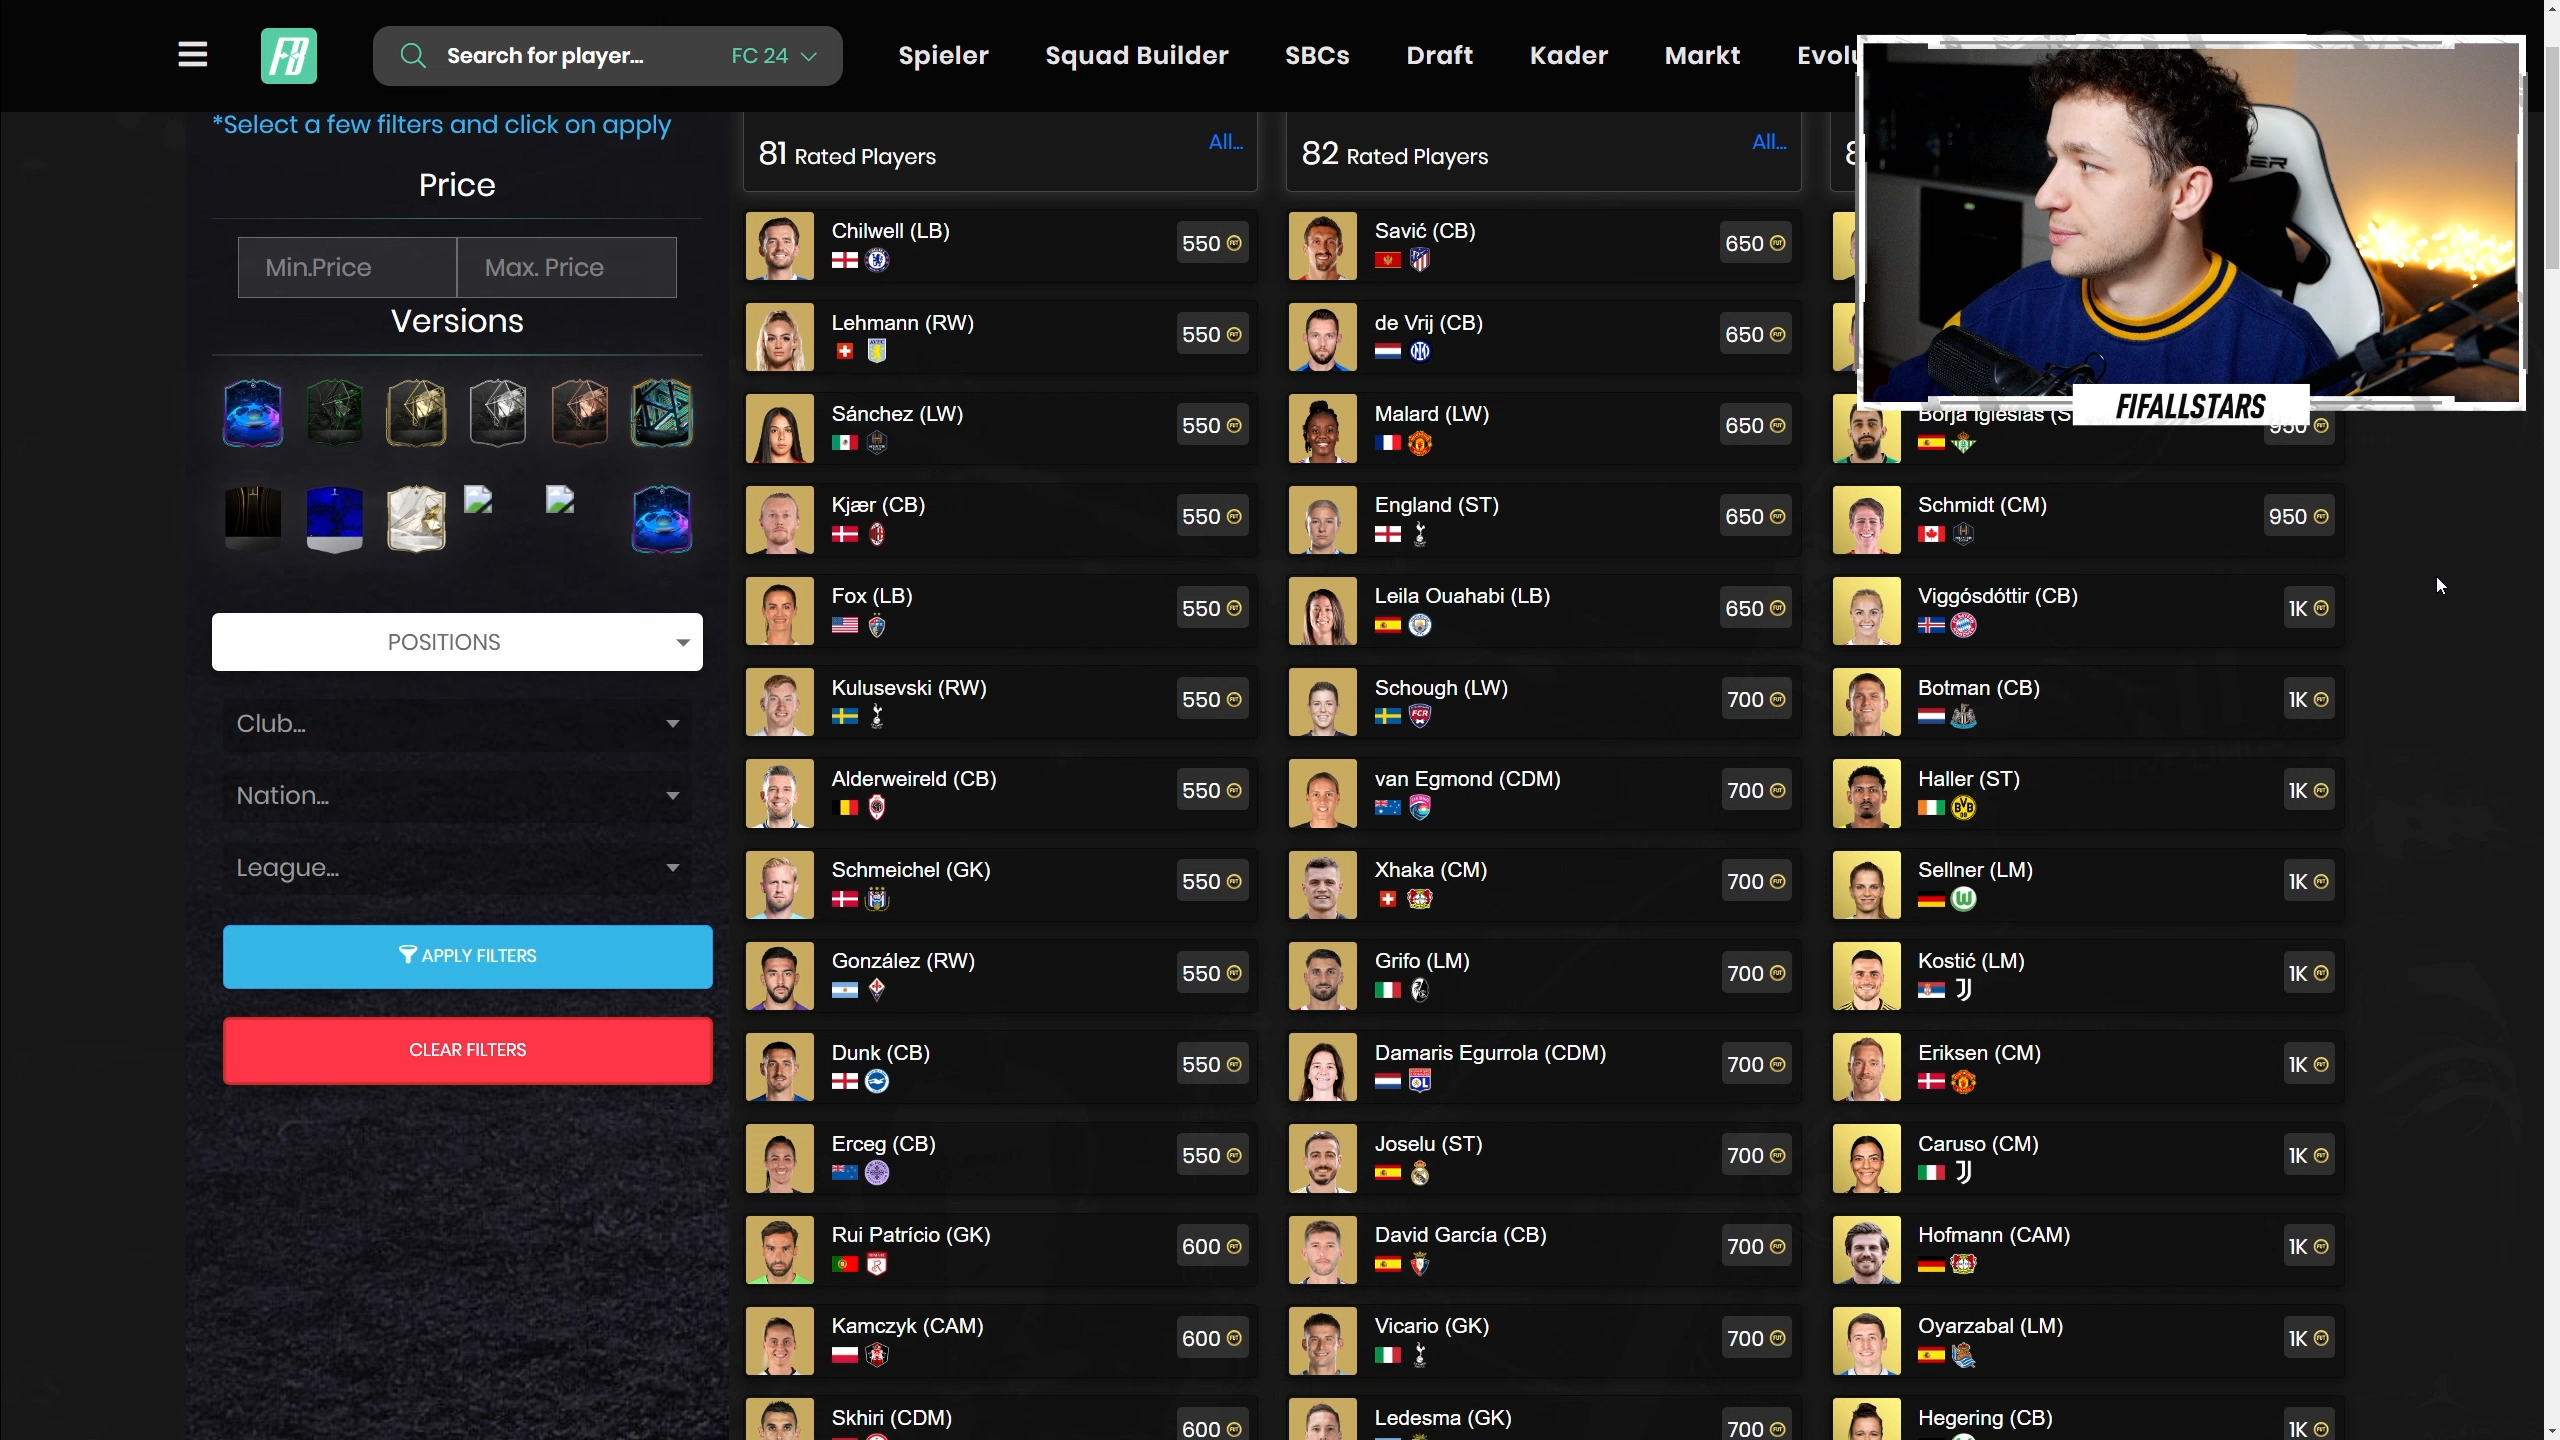 Search for player...
FC 24
Spieler
Squad Builder
SBCs
Draft
Kader
Markt
Evolu
*Select a few filters and click on apply
Price
Min.Price
Max. Price
Versions
POSITIONS
Club...
Nation...
League...
APPLY FILTERS
CLEAR FILTERS
81 Rated Players
All...
Chilwell (LB)
550
Lehmann (RW)
550
Sánchez (LW)
550
Kjær (CB)
550
Fox (LB)
550
Kulusevski (RW)
550
Alderweireld (CB)
550
Schmeichel (GK)
550
González (RW)
550
Dunk (CB)
550
Erceg (CB)
550
Rui Patrício (GK)
600
Kamczyk (CAM)
600
Skhiri (CDM)
600
82 Rated Players
All...
Savić (CB)
650
de Vrij (CB)
650
Malard (LW)
650
England (ST)
650
Leila Ouahabi (LB)
650
Schough (LW)
700
van Egmond (CDM)
700
Xhaka (CM)
700
Grifo (LM)
700
Damaris Egurrola (CDM)
700
Joselu (ST)
700
David García (CB)
700
Vicario (GK)
700
Ledesma (GK)
700
FIFALLSTARS
Borja Iglesias (S
950
Schmidt (CM)
950
Viggósdóttir (CB)
1K
Botman (CB)
1K
Haller (ST)
1K
Sellner (LM)
1K
Kostić (LM)
1K
Eriksen (CM)
1K
Caruso (CM)
1K
Hofmann (CAM)
1K
Oyarzabal (LM)
1K
Hegering (CB)
1K